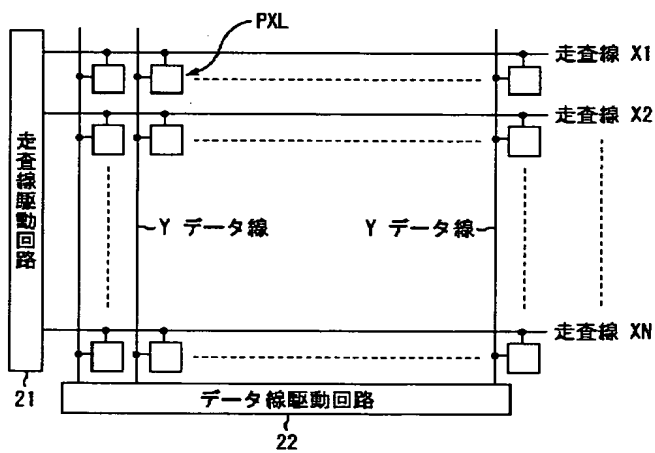 PXL
走査線 X1
走査線 X2
走査線駆動回路
Y データ線
Y データ線
走査線 XN
21
データ線駆動回路
22